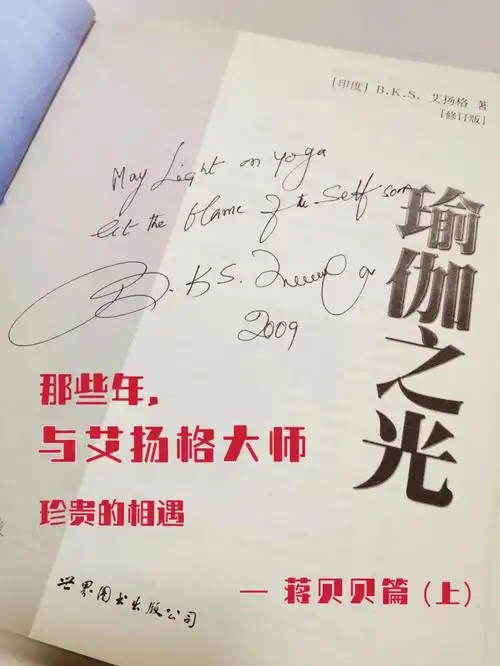 [印度] B.K.S. 艾扬格 著
[修订版]
瑜伽之光
May Light on yoga
lit the flame of the self soon
B.K.S.
2009
那些年,
与艾扬格大师
珍贵的相遇
— 蒋贝贝篇(上)
世界图书出版公司